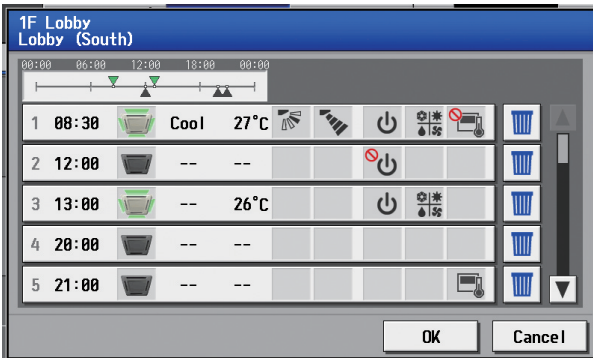 1F Lobby
Lobby (South)
00:00 06:00 12:00 18:00 00:00
1 08:30 Cool 27°C
2 12:00 -- --
3 13:00 -- 26°C
4 20:00 -- --
5 21:00 -- --
OK Cancel